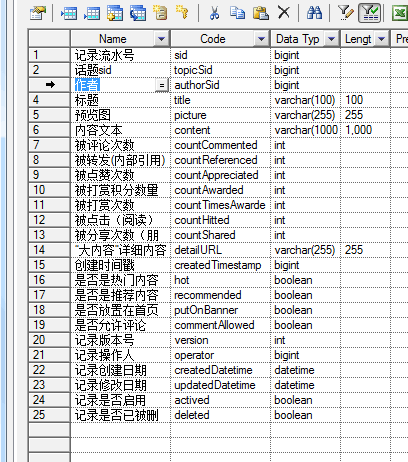 Name Code Data Typ Lengt Pre
1 记录流水号 sid bigint
2 话题sid topicSid bigint
作者 = authorSid bigint
4 标题 title varchar(100) 100
5 预览图 picture varchar(255) 255
6 内容文本 content varchar(1000 1,000
7 被评论次数 countCommented int
8 被转发(内部引用) countReferenced int
9 被点赞次数 countAppreciated int
10 被打赏积分数量 countAwarded int
11 被打赏次数 countTimesAwarde int
12 被点击（阅读） countHitted int
13 被分享次数（朋 countShared int
14 “大内容”详细内容 detailURL varchar(255) 255
15 创建时间戳 createdTimestamp bigint
16 是否是热门内容 hot boolean
17 是否是推荐内容 recommended boolean
18 是否放置在首页 putOnBanner boolean
19 是否允许评论 commentAllowed boolean
20 记录版本号 version int
21 记录操作人 operator bigint
22 记录创建日期 createdDatetime datetime
23 记录修改日期 updatedDatetime datetime
24 记录是否启用 actived boolean
25 记录是否已被删 deleted boolean